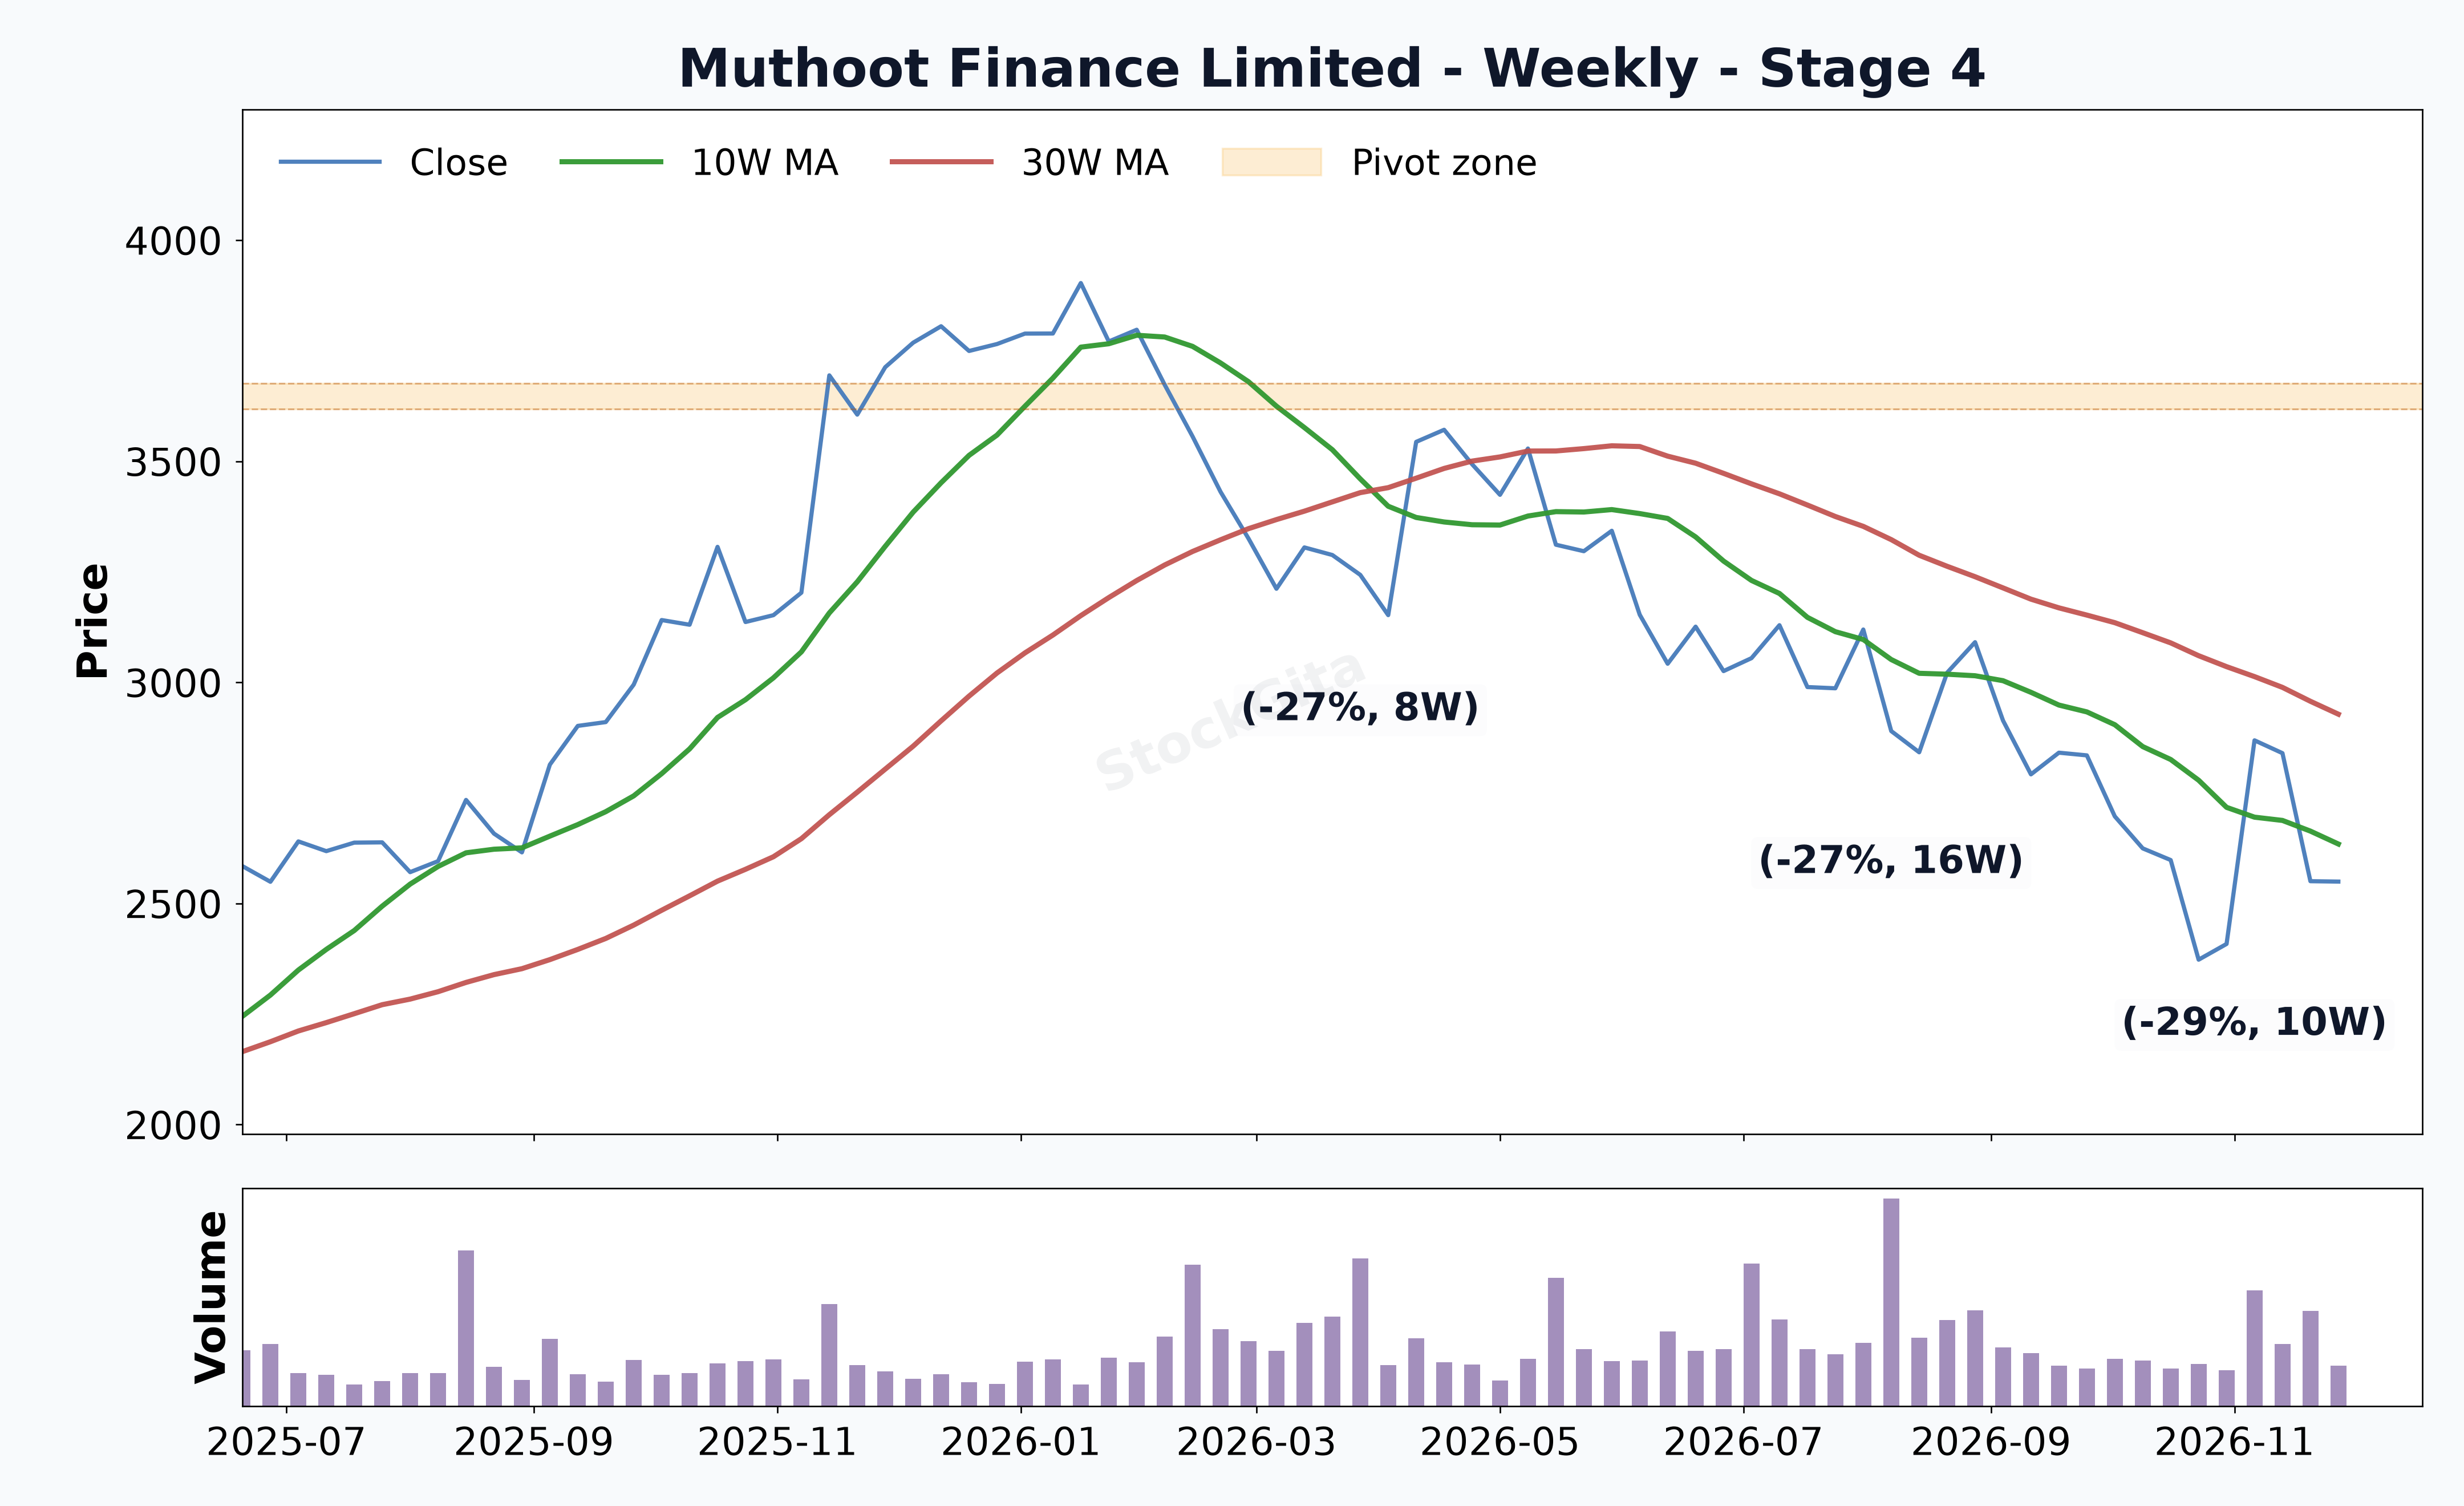 Muthoot Finance Limited - Weekly - Stage 4
Close 10W MA 30W MA Pivot zone
Price
4000
3500
3000
2500
2000
StockGita
(-27%, 8W)
(-27%, 16W)
(-29%, 10W)
Volume
2025-07 2025-09 2025-11 2026-01 2026-03 2026-05 2026-07 2026-09 2026-11